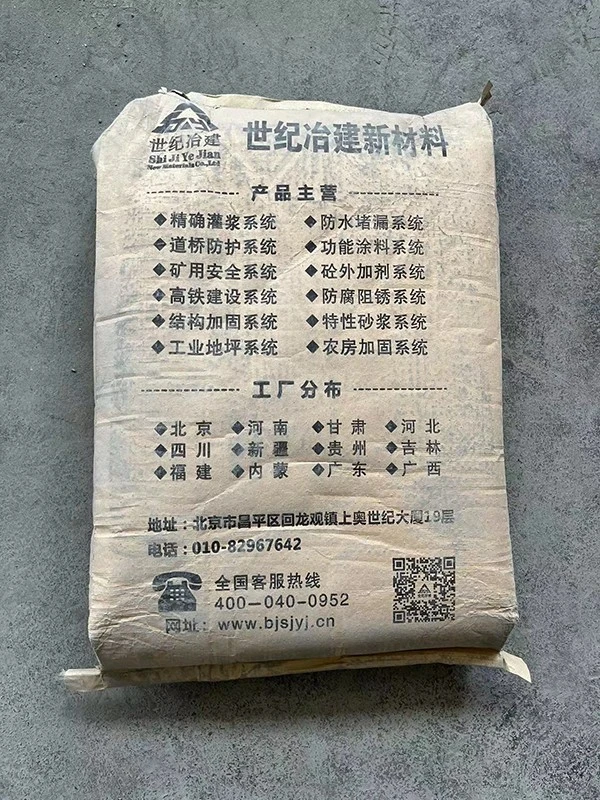 世纪冶建
Shi Ji Ye Jian
New Materials Co.,Ltd
世纪冶建新材料
产品主营
◆精确灌浆系统 ◆防水堵漏系统
◆道桥防护系统 ◆功能涂料系统
◆矿用安全系统 ◆砼外加剂系统
◆高铁建设系统 ◆防腐阻锈系统
◆结构加固系统 ◆特性砂浆系统
◆工业地坪系统 ◆农房加固系统
工厂分布
◆北京 ◆河南 ◆甘肃 ◆河北
◆四川 ◆新疆 ◆贵州 ◆吉林
◆福建 ◆内蒙 ◆广东 ◆广西
地址:北京市昌平区回龙观镇上奥世纪大厦19层
电话:010-82967642
全国客服热线
400—040—0952
网址: www.bjsjyj.cn